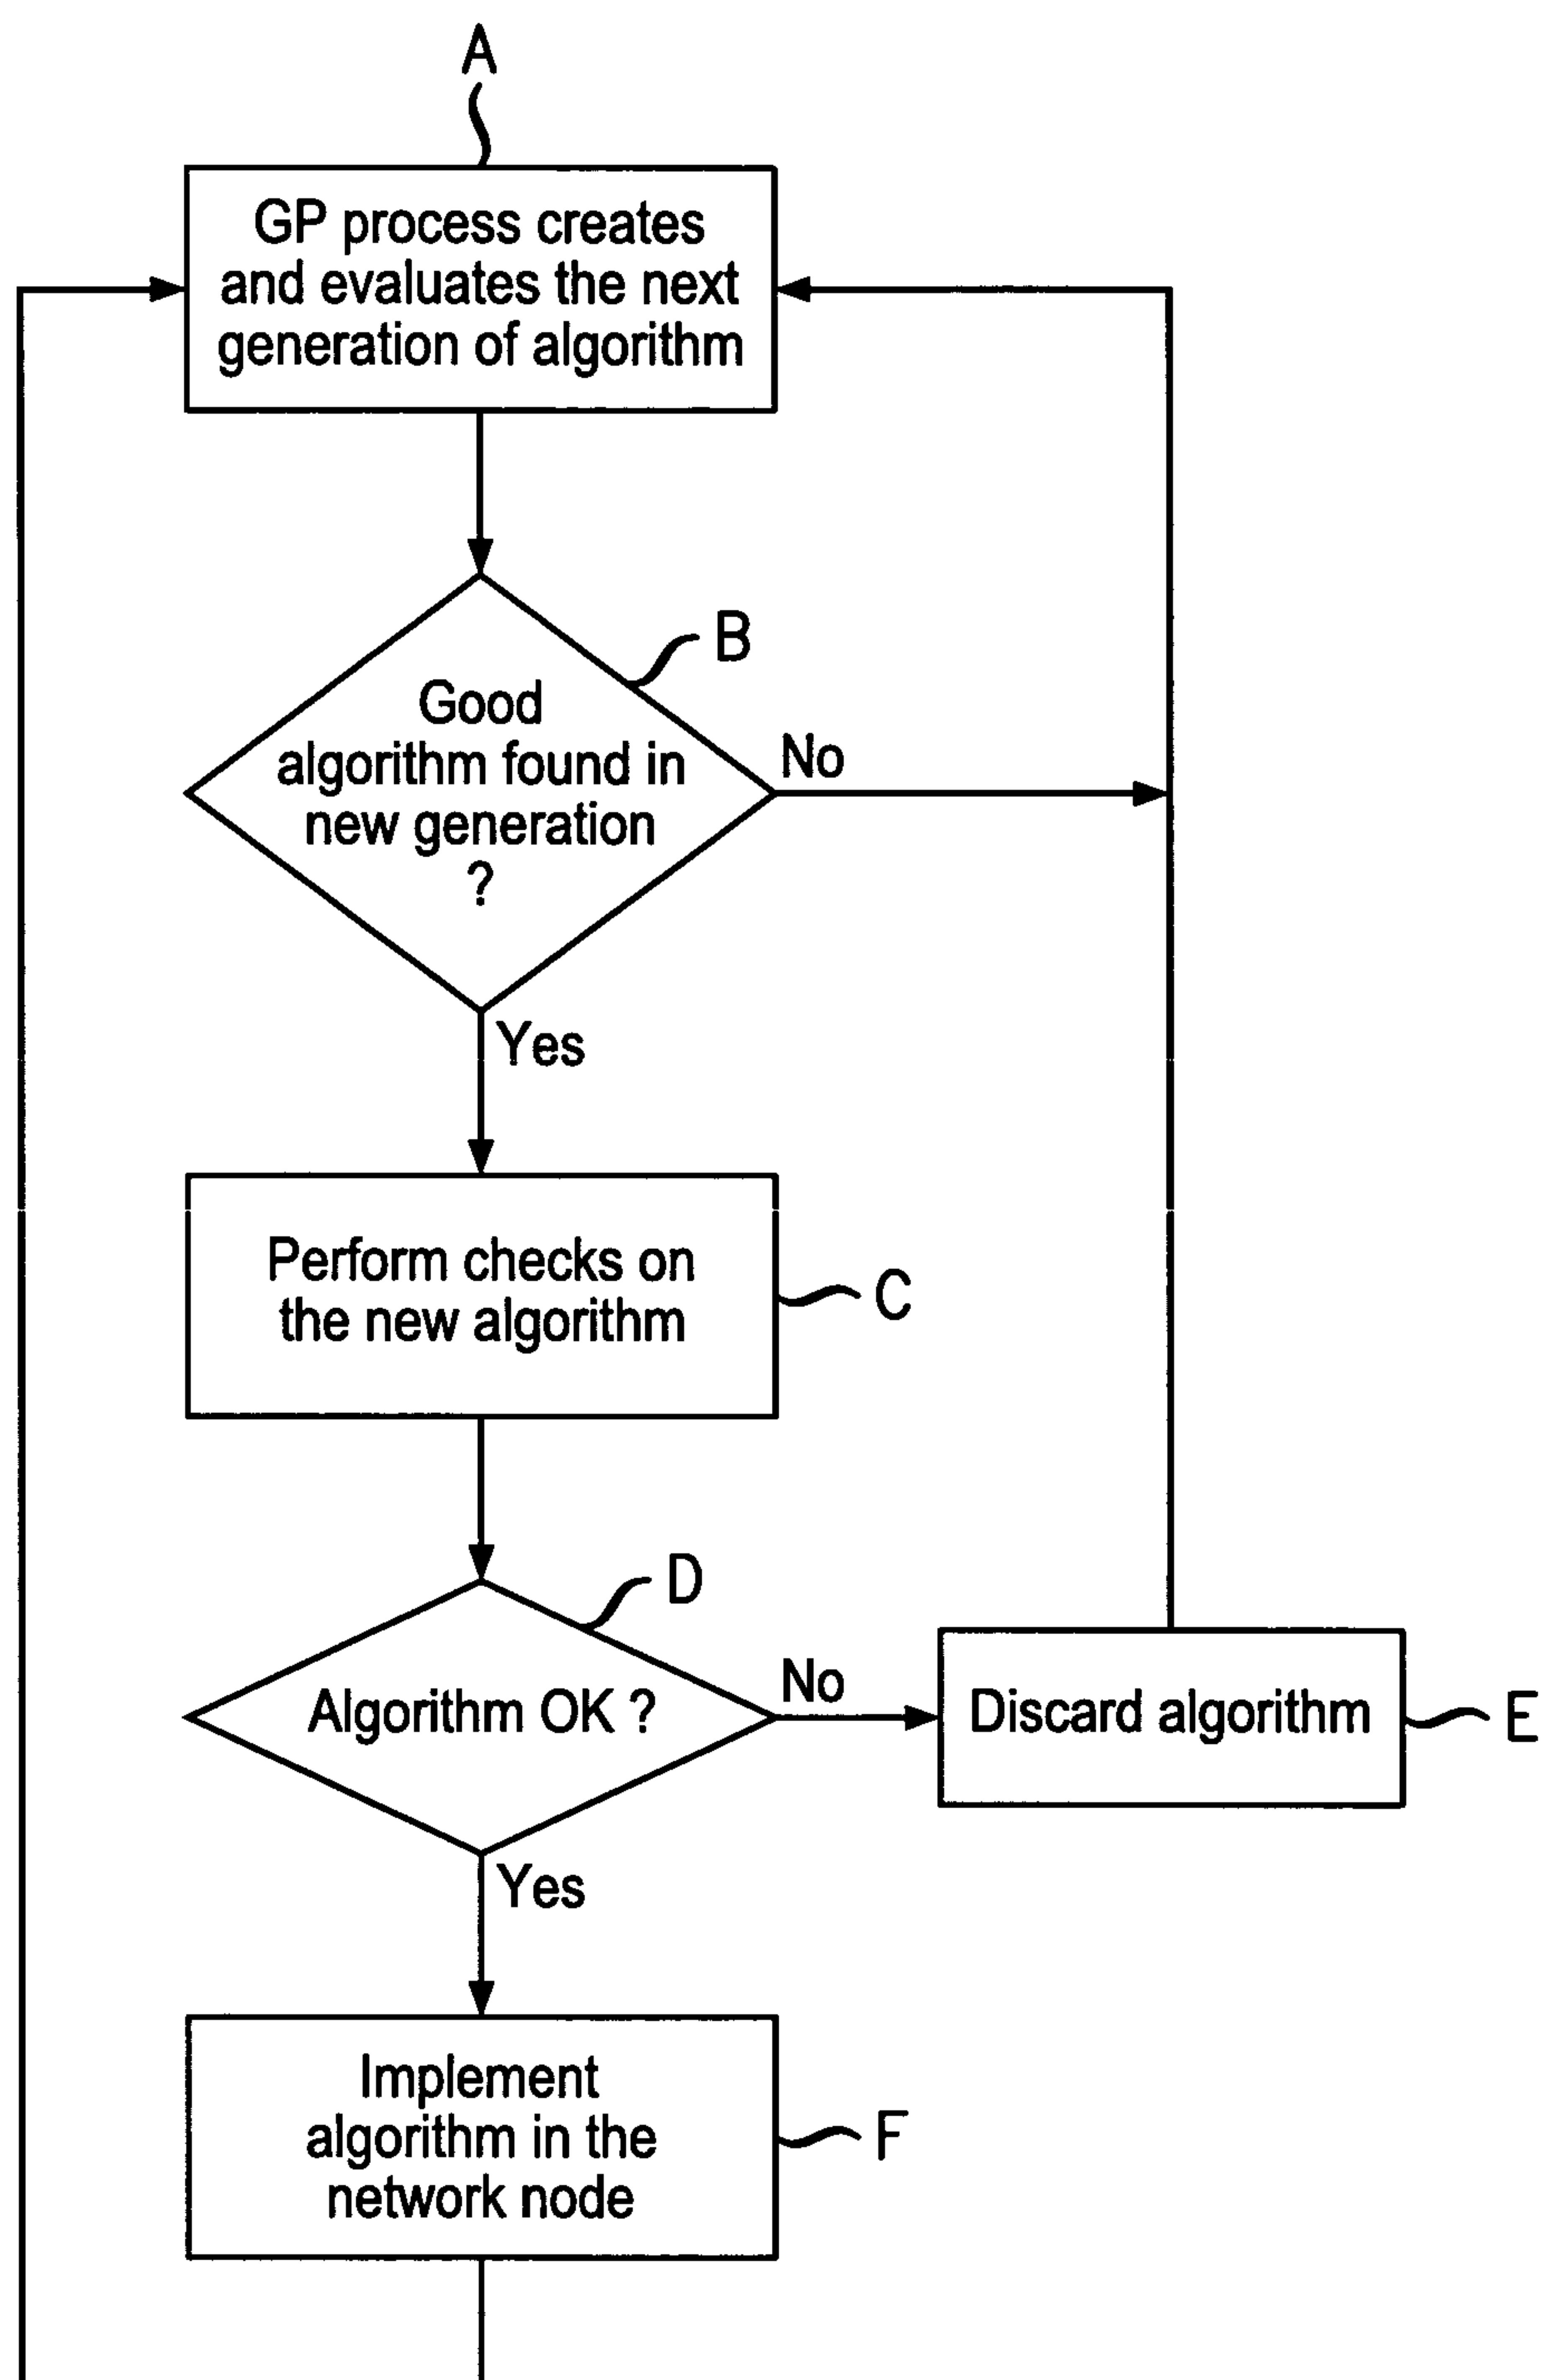 A
GP process creates
and evaluates the next
generation of algorithm
B
Good
algorithm found in
new generation
?
No
Yes
Perform checks on
the new algorithm
C
D
Algorithm OK ?
No
Discard algorithm
E
Yes
Implement
algorithm in the
network node
F